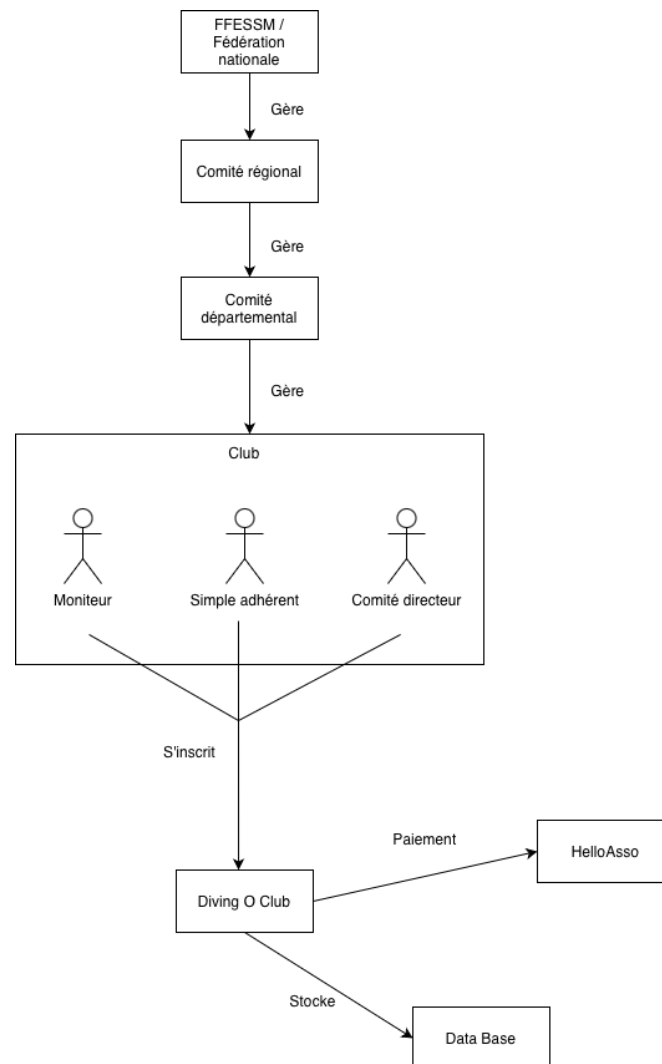 FFESSM /
Fédération
nationale
Gère
Comité régional
Gère
Comité
départemental
Gère
Club
Moniteur
Simple adhérent
Comité directeur
S'inscrit
Paiement
HelloAsso
Diving O Club
Stocke
Data Base